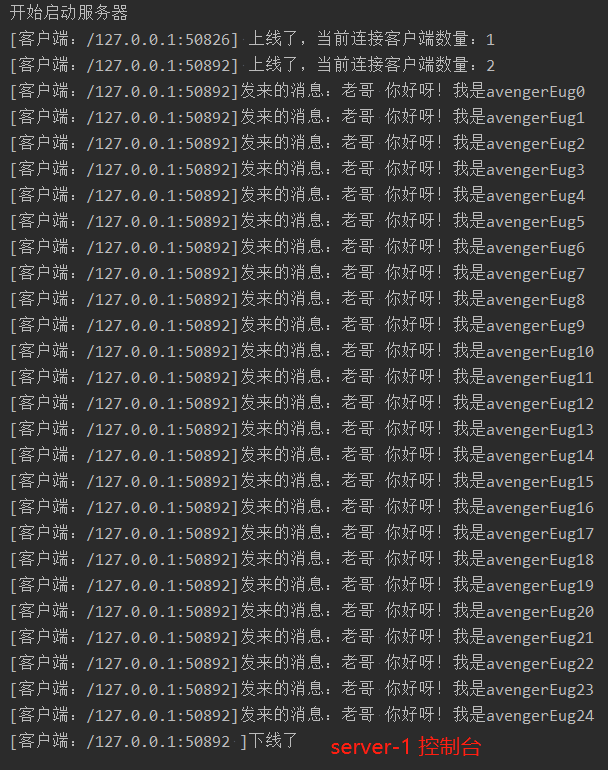 开始启动服务器
[客户端：/127.0.0.1:50826] 上线了，当前连接客户端数量：1
[客户端：/127.0.0.1:50892] 上线了，当前连接客户端数量：2
[客户端：/127.0.0.1:50892]发来的消息：老哥 你好呀！我是avengerEug0
[客户端：/127.0.0.1:50892]发来的消息：老哥 你好呀！我是avengerEug1
[客户端：/127.0.0.1:50892]发来的消息：老哥 你好呀！我是avengerEug2
[客户端：/127.0.0.1:50892]发来的消息：老哥 你好呀！我是avengerEug3
[客户端：/127.0.0.1:50892]发来的消息：老哥 你好呀！我是avengerEug4
[客户端：/127.0.0.1:50892]发来的消息：老哥 你好呀！我是avengerEug5
[客户端：/127.0.0.1:50892]发来的消息：老哥 你好呀！我是avengerEug6
[客户端：/127.0.0.1:50892]发来的消息：老哥 你好呀！我是avengerEug7
[客户端：/127.0.0.1:50892]发来的消息：老哥 你好呀！我是avengerEug8
[客户端：/127.0.0.1:50892]发来的消息：老哥 你好呀！我是avengerEug9
[客户端：/127.0.0.1:50892]发来的消息：老哥 你好呀！我是avengerEug10
[客户端：/127.0.0.1:50892]发来的消息：老哥 你好呀！我是avengerEug11
[客户端：/127.0.0.1:50892]发来的消息：老哥 你好呀！我是avengerEug12
[客户端：/127.0.0.1:50892]发来的消息：老哥 你好呀！我是avengerEug13
[客户端：/127.0.0.1:50892]发来的消息：老哥 你好呀！我是avengerEug14
[客户端：/127.0.0.1:50892]发来的消息：老哥 你好呀！我是avengerEug15
[客户端：/127.0.0.1:50892]发来的消息：老哥 你好呀！我是avengerEug16
[客户端：/127.0.0.1:50892]发来的消息：老哥 你好呀！我是avengerEug17
[客户端：/127.0.0.1:50892]发来的消息：老哥 你好呀！我是avengerEug18
[客户端：/127.0.0.1:50892]发来的消息：老哥 你好呀！我是avengerEug19
[客户端：/127.0.0.1:50892]发来的消息：老哥 你好呀！我是avengerEug20
[客户端：/127.0.0.1:50892]发来的消息：老哥 你好呀！我是avengerEug21
[客户端：/127.0.0.1:50892]发来的消息：老哥 你好呀！我是avengerEug22
[客户端：/127.0.0.1:50892]发来的消息：老哥 你好呀！我是avengerEug23
[客户端：/127.0.0.1:50892]发来的消息：老哥 你好呀！我是avengerEug24
[客户端：/127.0.0.1:50892 ]下线了
server-1 控制台